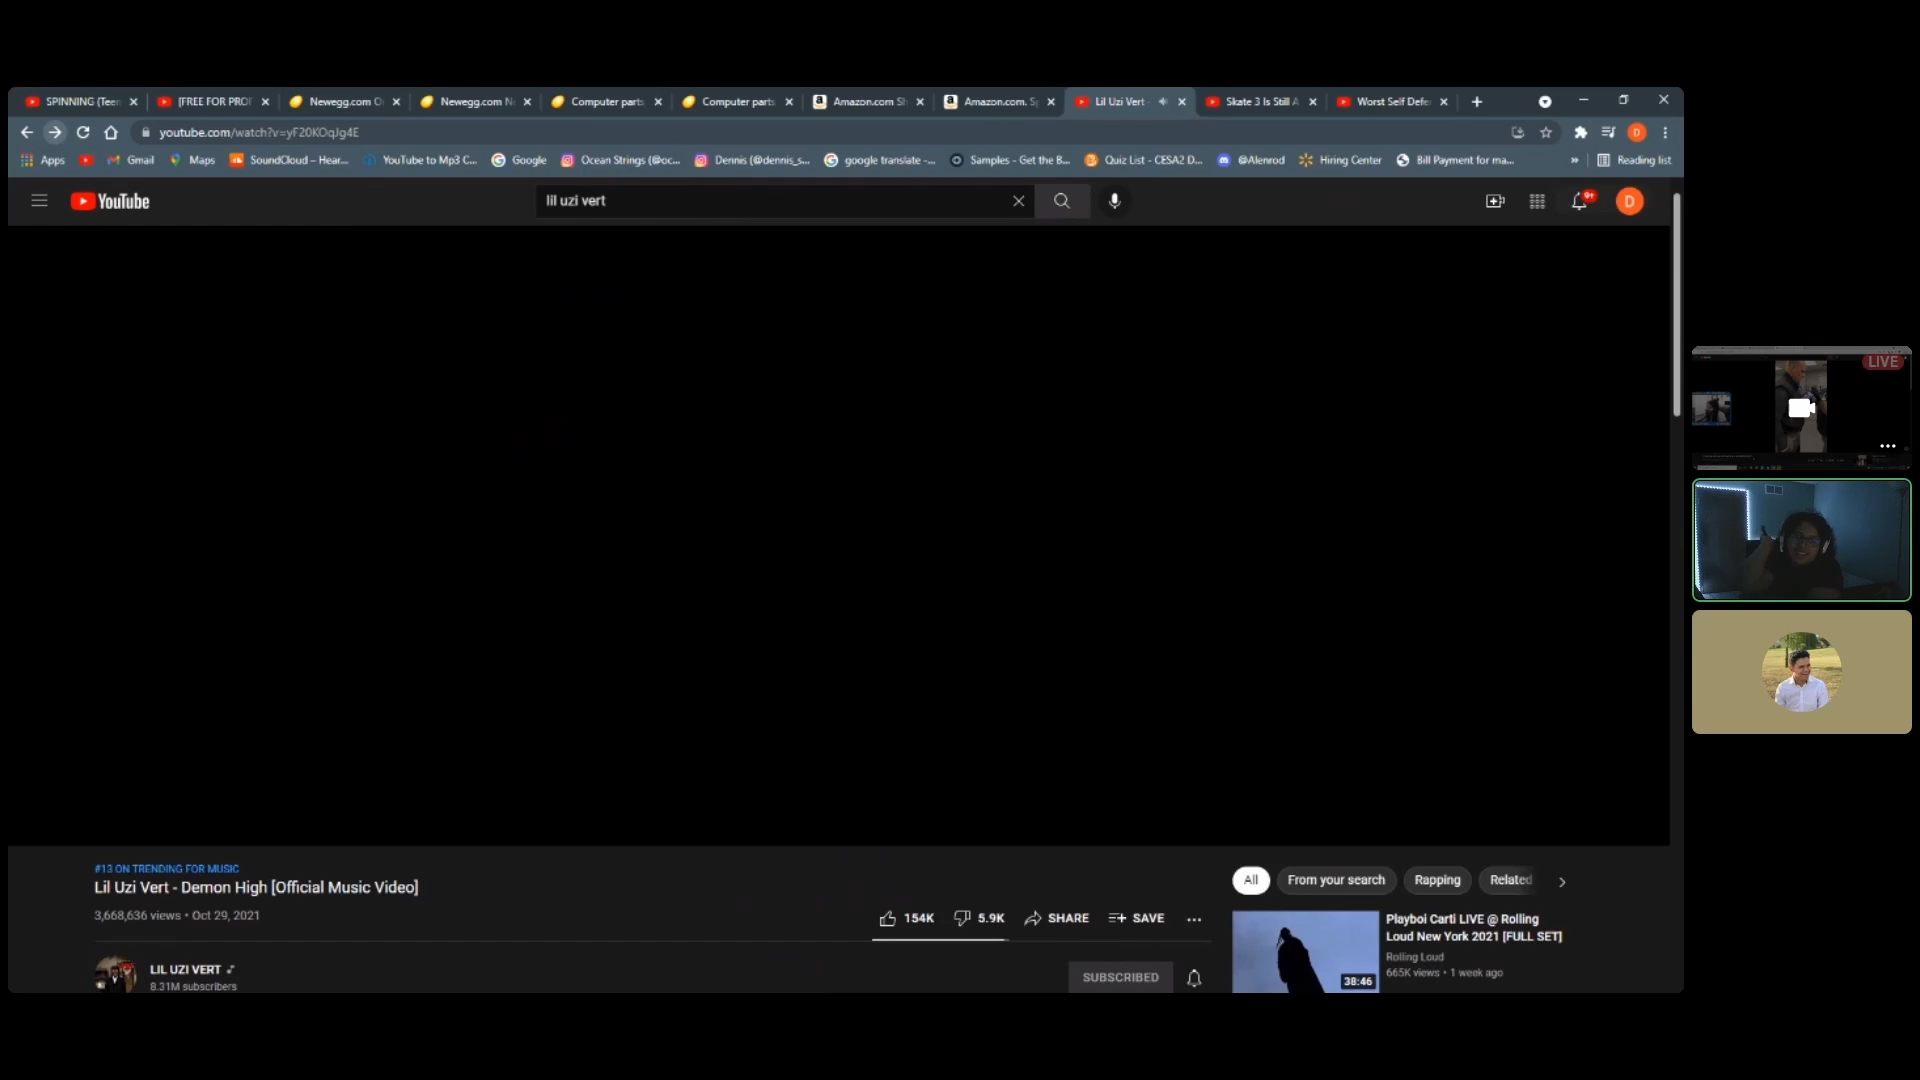 SPINNING (Teen
[FREE FOR PROF
Newegg.com O
Newegg.com N
Computer parts
Computer parts
Amazon.com Sh
Amazon.com. S
Lil Uzi Vert
Skate 3 Is Still A
Worst Self Defe
youtube.com/watch?v=yF20KOqJg4E
Apps
Gmail
Maps
SoundCloud – Hear...
YouTube to Mp3 C...
Google
Ocean Strings (@oc...
Dennis (@dennis_s...
google translate -...
Samples - Get the B...
Quiz List - CESA2 D...
@Alenrod
Hiring Center
Bill Payment for ma...
»
Reading list
YouTube
lil uzi vert
9+
D
LIVE
#13 ON TRENDING FOR MUSIC
Lil Uzi Vert - Demon High [Official Music Video]
3,668,636 views • Oct 29, 2021
154K
5.9K
SHARE
SAVE
LIL UZI VERT
8.31M subscribers
SUBSCRIBED
All
From your search
Rapping
Related
Playboi Carti LIVE @ Rolling
Loud New York 2021 [FULL SET]
Rolling Loud
665K views • 1 week ago
38:46